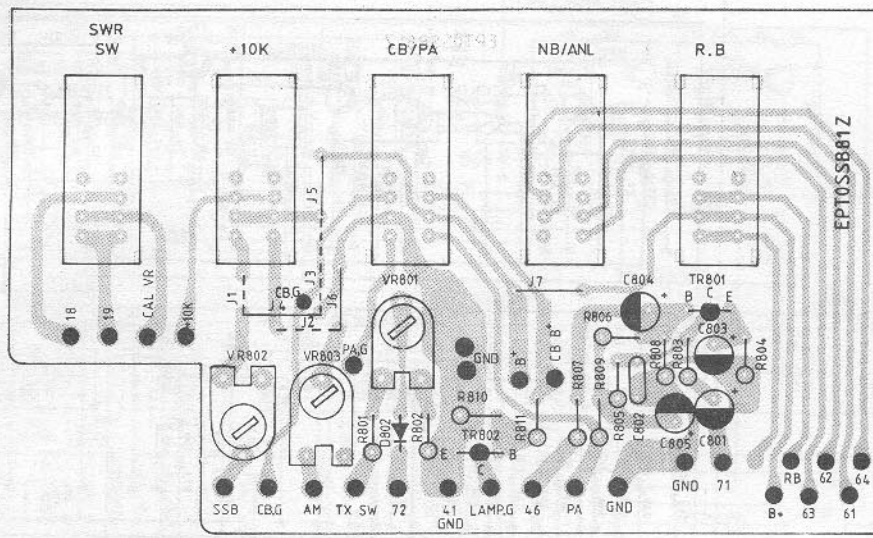 SWR SW
+10K
CB/PA
NB/ANL
R.B
EPT0SSB81Z
J5
J1
J4
CB.G
J3
J6
J2
VR801
J7
C804
TR801
B C E
18
19
CAL VR
+10K
VR802
VR803
PA,G
GND
B+
CB B+
R806
R807
R809
R808
R803
C803
R804
R801
D802
R802
R810
TR802
E C B
R811
R805
C802
C805
C801
SSB
CB,G
AM
TX SW
72
41 GND
LAMP,G
46
PA
GND
GND
71
RB
62
64
B+
63
61